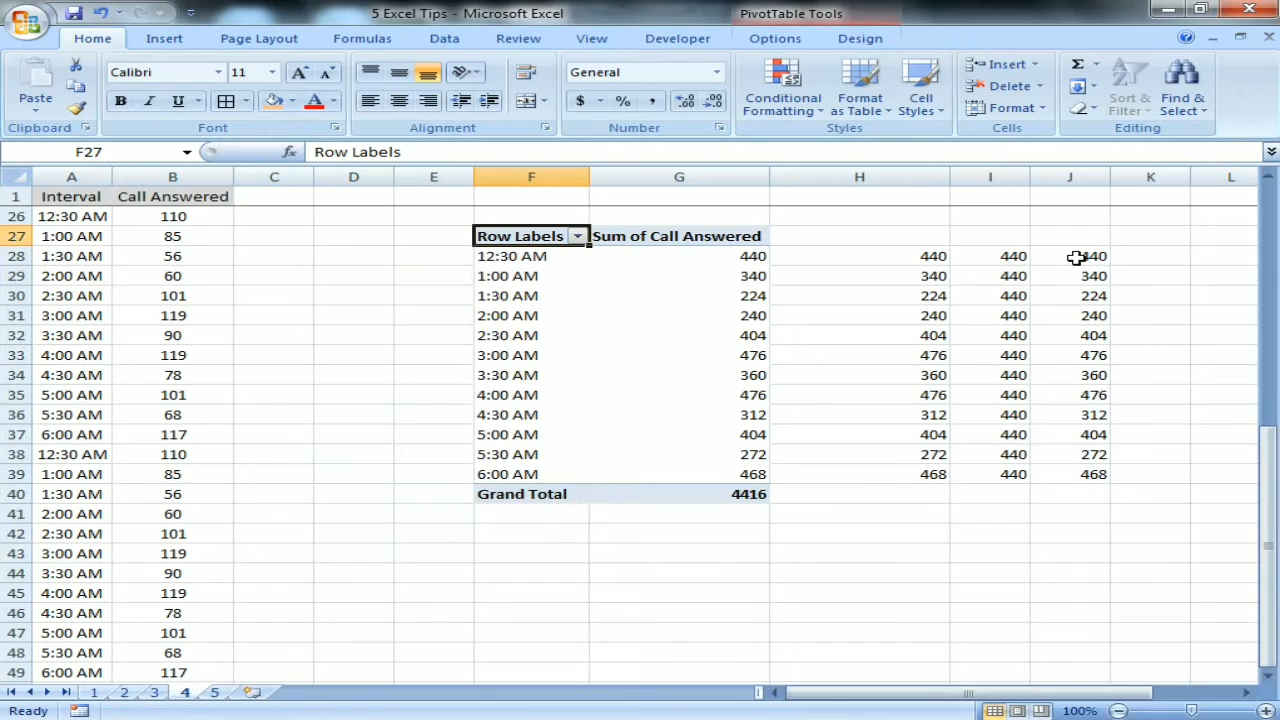 5 Excel Tips - Microsoft Excel
PivotTable Tools
Home Insert Page Layout Formulas Data Review View Developer Options Design
Paste
Clipboard
Calibri 11
A A
B I U
A
Font
Alignment
General
$ % ,
Number
Conditional Formatting
Format as Table
Cell Styles
Styles
Insert
Delete
Format
Cells
Σ
Sort & Filter
Find & Select
Editing
F27 fx Row Labels
A B C D E F G H I J K L
1 Interval Call Answered
26 12:30 AM 110
27 1:00 AM 85 Row Labels Sum of Call Answered
28 1:30 AM 56 12:30 AM 440 440 440 440
29 2:00 AM 60 1:00 AM 340 340 440 340
30 2:30 AM 101 1:30 AM 224 224 440 224
31 3:00 AM 119 2:00 AM 240 240 440 240
32 3:30 AM 90 2:30 AM 404 404 440 404
33 4:00 AM 119 3:00 AM 476 476 440 476
34 4:30 AM 78 3:30 AM 360 360 440 360
35 5:00 AM 101 4:00 AM 476 476 440 476
36 5:30 AM 68 4:30 AM 312 312 440 312
37 6:00 AM 117 5:00 AM 404 404 440 404
38 12:30 AM 110 5:30 AM 272 272 440 272
39 1:00 AM 85 6:00 AM 468 468 440 468
40 1:30 AM 56 Grand Total 4416
41 2:00 AM 60
42 2:30 AM 101
43 3:00 AM 119
44 3:30 AM 90
45 4:00 AM 119
46 4:30 AM 78
47 5:00 AM 101
48 5:30 AM 68
49 6:00 AM 117
1 2 3 4 5
Ready 100%